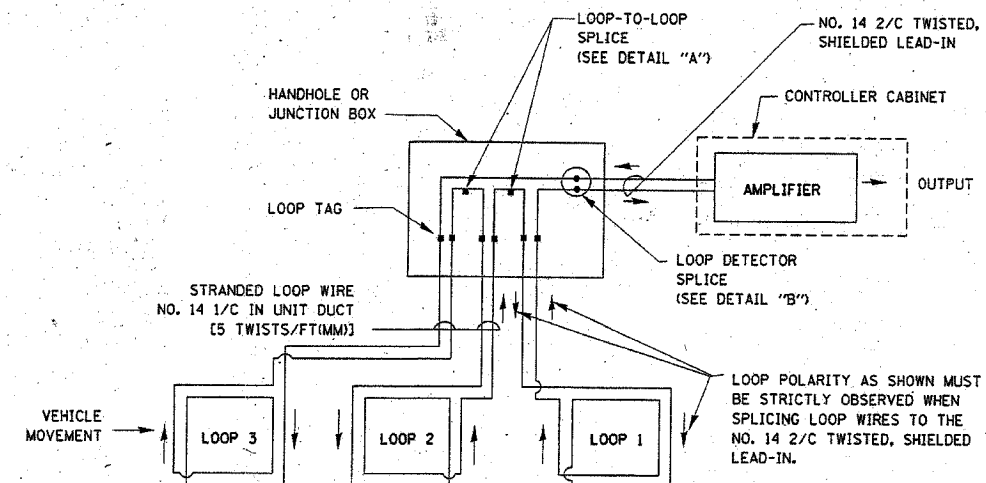 LOOP-TO-LOOP
SPLICE
(SEE DETAIL "A")
NO. 14 2/C TWISTED,
SHIELDED LEAD-IN
HANDHOLE OR
JUNCTION BOX
CONTROLLER CABINET
AMPLIFIER
OUTPUT
LOOP TAG
LOOP DETECTOR
SPLICE
(SEE DETAIL "B")
STRANDED LOOP WIRE
NO. 14 1/C IN UNIT DUCT
[5 TWISTS/FT(MM)]
LOOP POLARITY AS SHOWN MUST
BE STRICTLY OBSERVED WHEN
SPLICING LOOP WIRES TO THE
NO. 14 2/C TWISTED, SHIELDED
LEAD-IN.
VEHICLE
MOVEMENT
LOOP 3
LOOP 2
LOOP 1